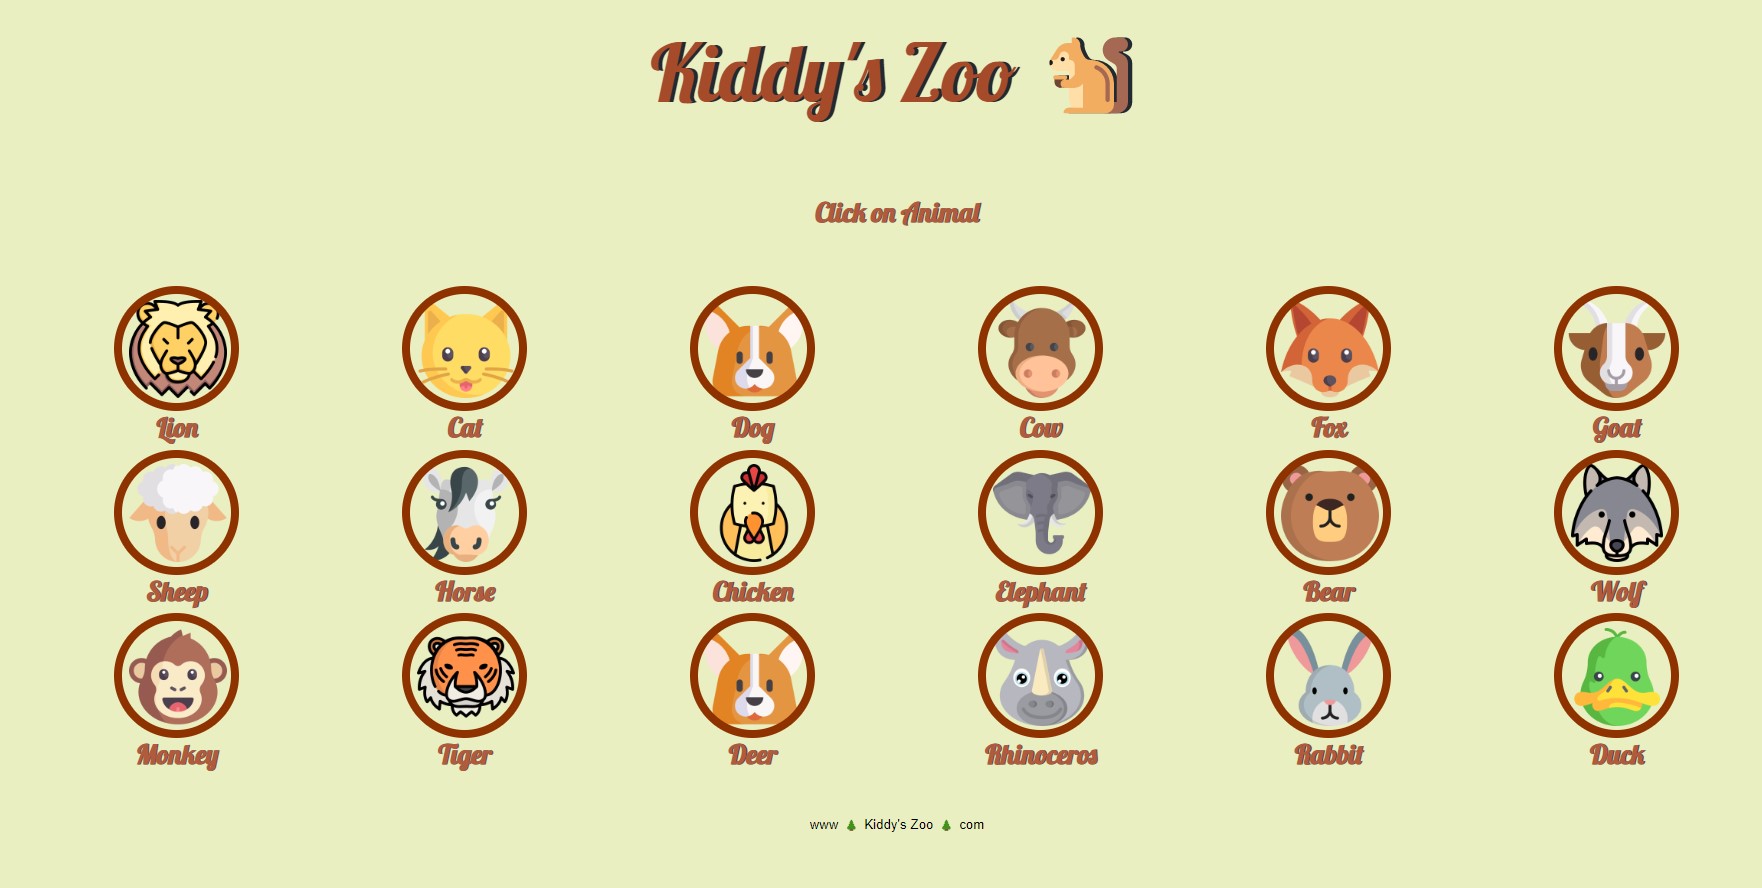 Kiddy's Zoo
Click on Animal
Lion Cat Dog Cow Fox Goat
Sheep Horse Chicken Elephant Bear Wolf
Monkey Tiger Deer Rhinoceros Rabbit Duck
www 🌲 Kiddy's Zoo 🌲 com